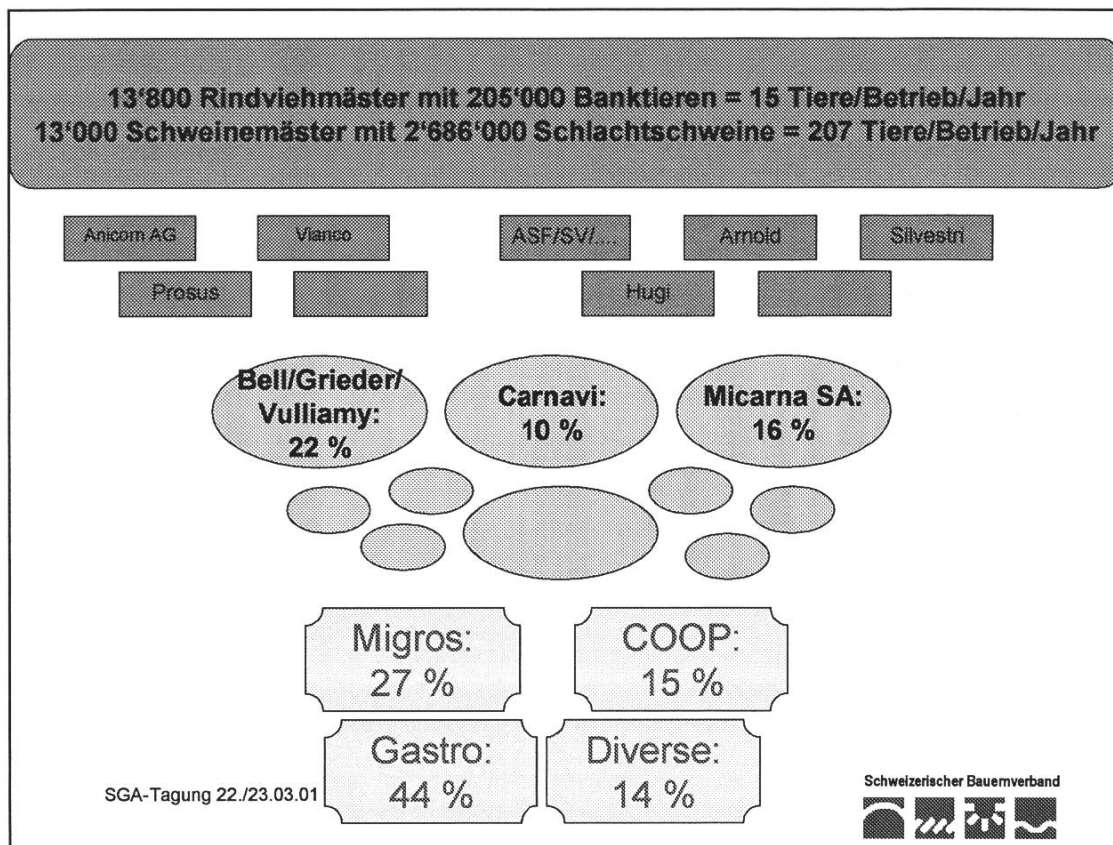 13‘800 Rindviehmäster mit 205‘000 Banktieren = 15 Tiere/Betrieb/Jahr
13‘000 Schweinemäster mit 2‘686‘000 Schlachtschweine = 207 Tiere/Betrieb/Jahr
Anicom AG
Vianco
ASF/SV/....
Arnold
Silvestri
Prosus
Hugi
Bell/Grieder/
Vulliamy:
22 %
Carnavi:
10 %
Micarna SA:
16 %
Migros:
27 %
COOP:
15 %
Gastro:
44 %
Diverse:
14 %
SGA-Tagung 22./23.03.01
Schweizerischer Bauernverband